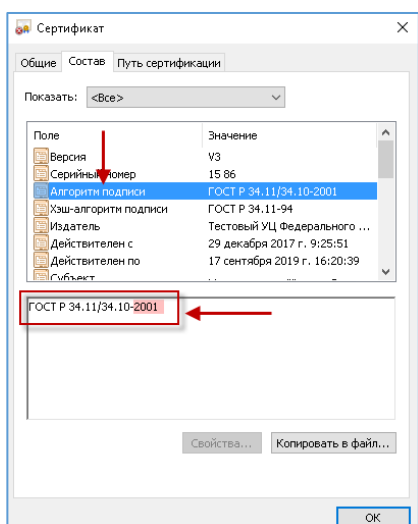 Сертификат
Общие Состав Путь сертификации
Показать: <Все>
Поле Значение
Версия V3
Серийный номер 15 86
Алгоритм подписи ГОСТ Р 34.11/34.10-2001
Хэш-алгоритм подписи ГОСТ Р 34.11-94
Издатель Тестовый УЦ Федерального ...
Действителен с 29 декабря 2017 г. 9:25:51
Действителен по 17 сентября 2019 г. 16:20:39
Субъект
ГОСТ Р 34.11/34.10-2001
Свойства... Копировать в файл...
ОК